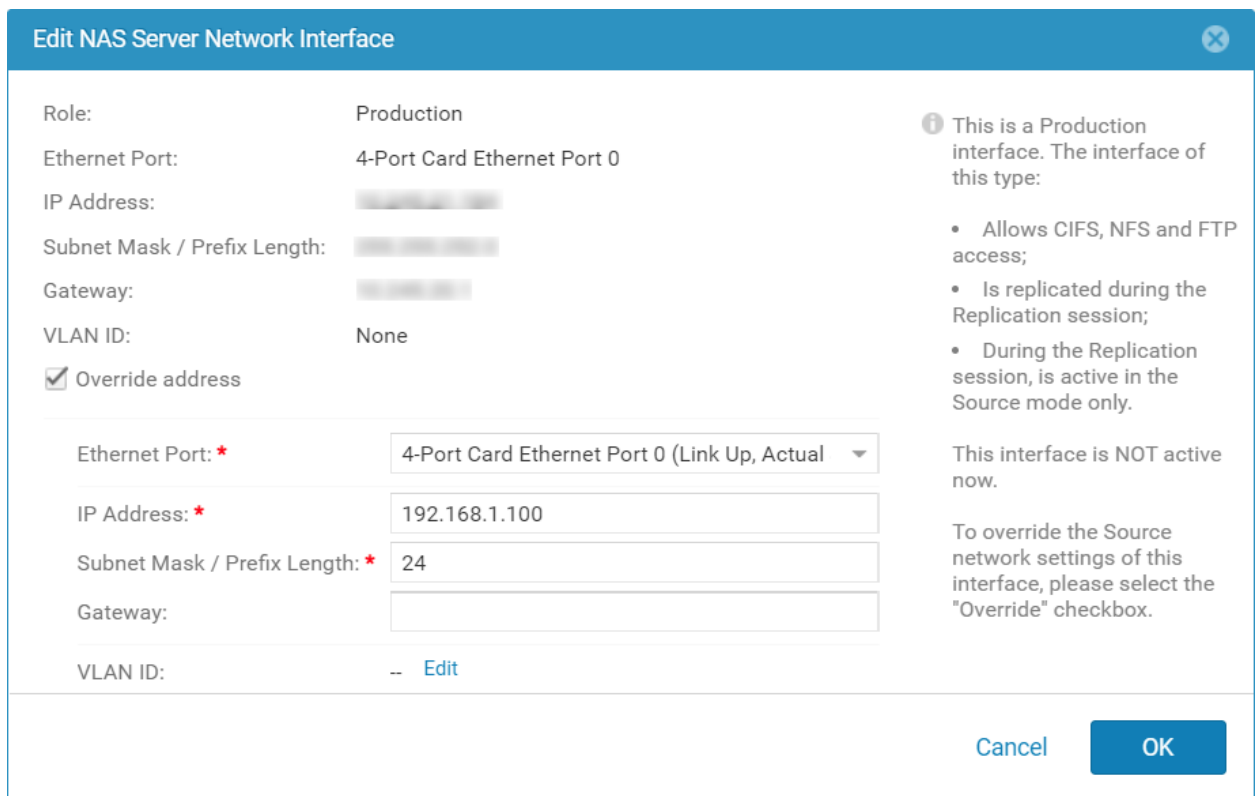 Edit NAS Server Network Interface
Role: Production
Ethernet Port: 4-Port Card Ethernet Port 0
IP Address:
Subnet Mask / Prefix Length:
Gateway:
VLAN ID: None
Override address
Ethernet Port: * 4-Port Card Ethernet Port 0 (Link Up, Actual
IP Address: * 192.168.1.100
Subnet Mask / Prefix Length: * 24
Gateway:
VLAN ID: -- Edit
This is a Production
interface. The interface of
this type:
• Allows CIFS, NFS and FTP
access;
• Is replicated during the
Replication session;
• During the Replication
session, is active in the
Source mode only.
This interface is NOT active
now.
To override the Source
network settings of this
interface, please select the
"Override" checkbox.
Cancel OK